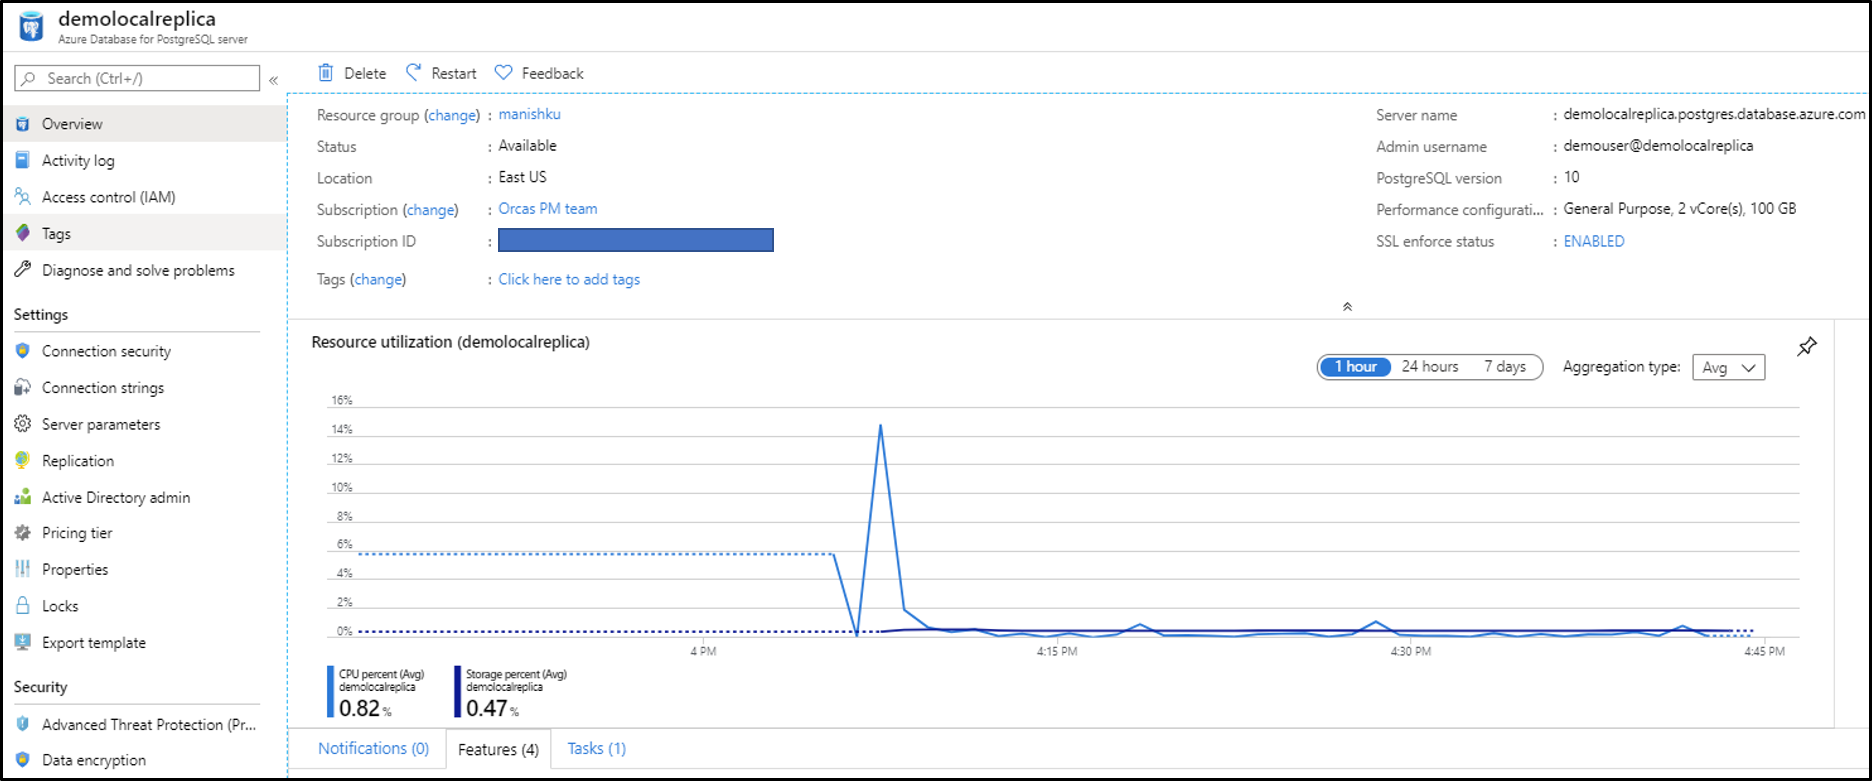 demolocalreplica
Azure Database for PostgreSQL server
Search (Ctrl+/)
«
Overview
Activity log
Access control (IAM)
Tags
Diagnose and solve problems
Settings
Connection security
Connection strings
Server parameters
Replication
Active Directory admin
Pricing tier
Properties
Locks
Export template
Security
Advanced Threat Protection (Pr...
Data encryption
Delete Restart Feedback
Resource group (change) : manishku
Status : Available
Location : East US
Subscription (change) : Orcas PM team
Subscription ID :
Tags (change) : Click here to add tags
Server name : demolocalreplica.postgres.database.azure.com
Admin username : demouser@demolocalreplica
PostgreSQL version : 10
Performance configurati... : General Purpose, 2 vCore(s), 100 GB
SSL enforce status : ENABLED
Resource utilization (demolocalreplica)
1 hour 24 hours 7 days Aggregation type: Avg
16%
14%
12%
10%
8%
6%
4%
2%
0%
4 PM 4:15 PM 4:30 PM 4:45 PM
CPU percent (Avg)
demolocalreplica
0.82 %
Storage percent (Avg)
demolocalreplica
0.47 %
Notifications (0) Features (4) Tasks (1)